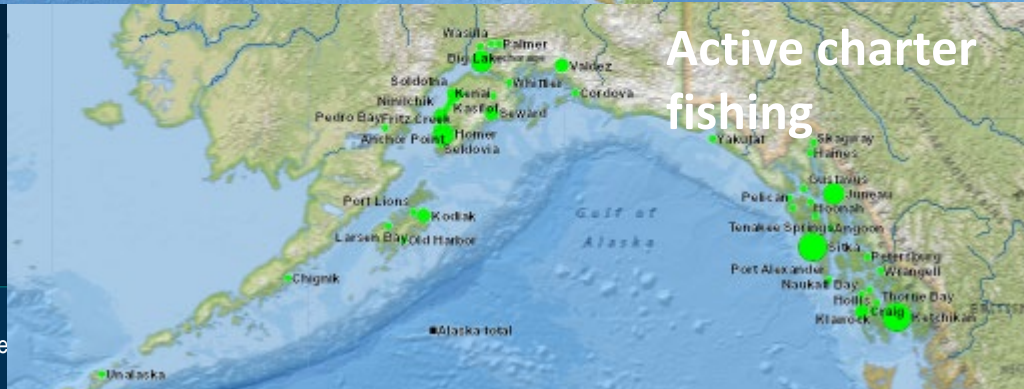 Active charter
fishing
Wasilla
Palmer
Big Lake
Valdez
Soldotna
Whittier
Kenai
Cordova
Ninilchik
Kasilof
Seward
Pedro Bay
Fritz Creek
Anchor Point
Homer
Seldovia
Yakutat
Skagway
Haines
Gustavus
Juneau
Pelican
Hoonah
Port Lions
Kodiak
Larsen Bay
Old Harbor
Gulf of
Alaska
Tenakee Springs
Angoon
Sitka
Petersburg
Port Alexander
Wrangell
Naukati Bay
Chignik
Hollis
Thorne Bay
Craig
Klawock
Ketchikan
Alaska total
Unalaska
e